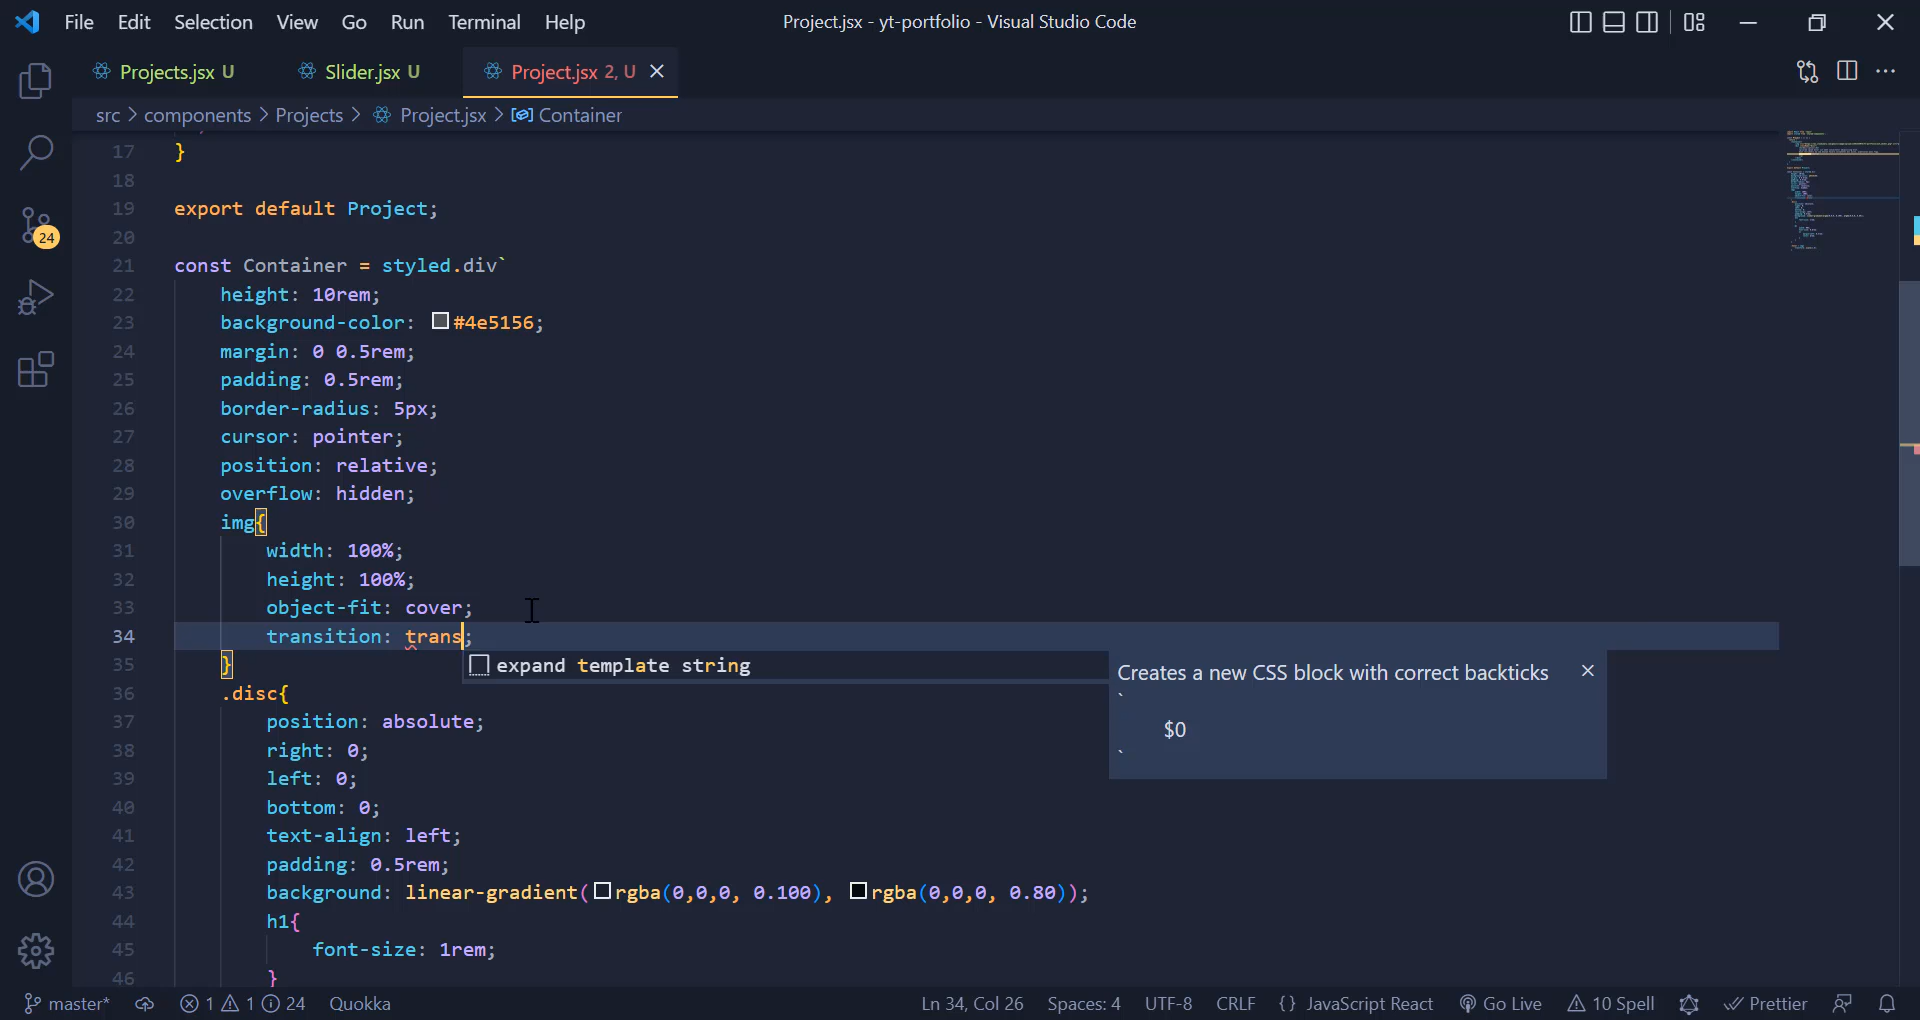 File Edit Selection View Go Run Terminal Help Project.jsx - yt-portfolio - Visual Studio Code
Projects.jsx U Slider.jsx U Project.jsx 2, U
src > components > Projects > Project.jsx > Container
17 }
18
19 export default Project;
20
21 const Container = styled.div`
22 height: 10rem;
23 background-color: #4e5156;
24 margin: 0 0.5rem;
25 padding: 0.5rem;
26 border-radius: 5px;
27 cursor: pointer;
28 position: relative;
29 overflow: hidden;
30 img{
31 width: 100%;
32 height: 100%;
33 object-fit: cover;
34 transition: trans;
expand template string
Creates a new CSS block with correct backticks
`
$0
`
35 }
36 .disc{
37 position: absolute;
38 right: 0;
39 left: 0;
40 bottom: 0;
41 text-align: left;
42 padding: 0.5rem;
43 background: linear-gradient(rgba(0,0,0, 0.100), rgba(0,0,0, 0.80));
44 h1{
45 font-size: 1rem;
46 }
24
master* 1 1 24 Quokka Ln 34, Col 26 Spaces: 4 UTF-8 CRLF {} JavaScript React Go Live 10 Spell Prettier